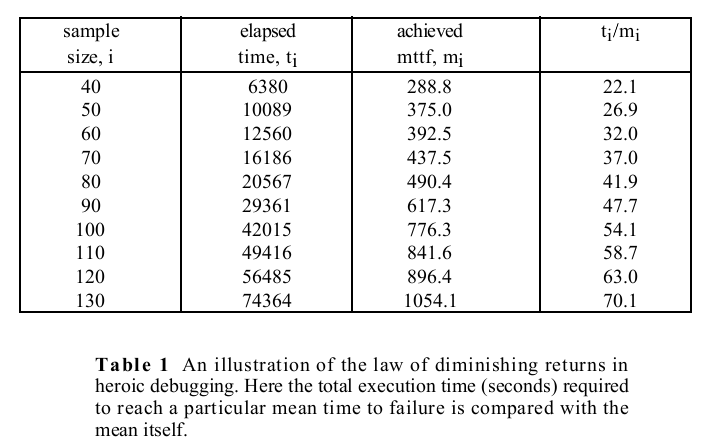 sample elapsed achieved ti/mi
size, i time, ti mttf, mi
40 6380 288.8 22.1
50 10089 375.0 26.9
60 12560 392.5 32.0
70 16186 437.5 37.0
80 20567 490.4 41.9
90 29361 617.3 47.7
100 42015 776.3 54.1
110 49416 841.6 58.7
120 56485 896.4 63.0
130 74364 1054.1 70.1
Table 1 An illustration of the law of diminishing returns in
heroic debugging. Here the total execution time (seconds) required
to reach a particular mean time to failure is compared with the
mean itself.